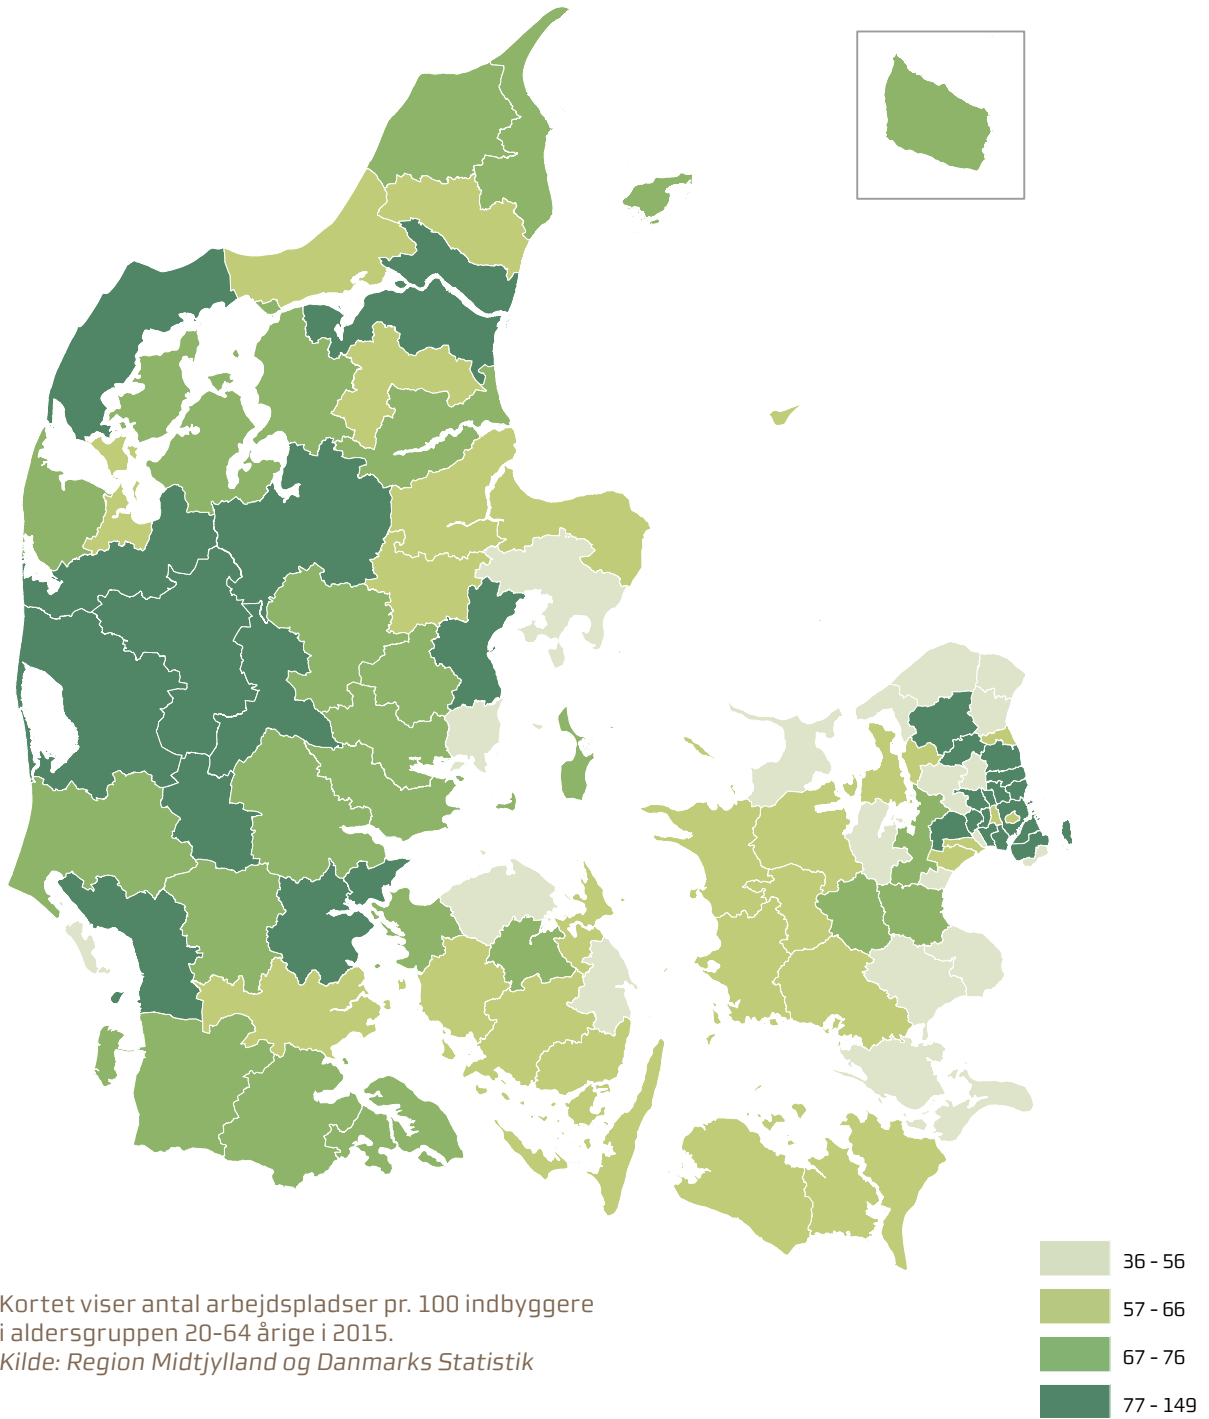 36 - 56
57 - 66
67 - 76
77 - 149
Kortet viser antal arbejdspladser pr. 100 indbyggere
i aldersgruppen 20-64 årige i 2015.
Kilde: Region Midtjylland og Danmarks Statistik